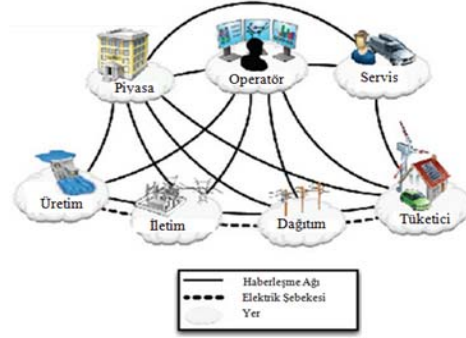 Piyasa
Operatör
Servis
Üretim
İletim
Dağıtım
Tüketici
Haberleşme Ağı
Elektrik Şebekesi
Yer